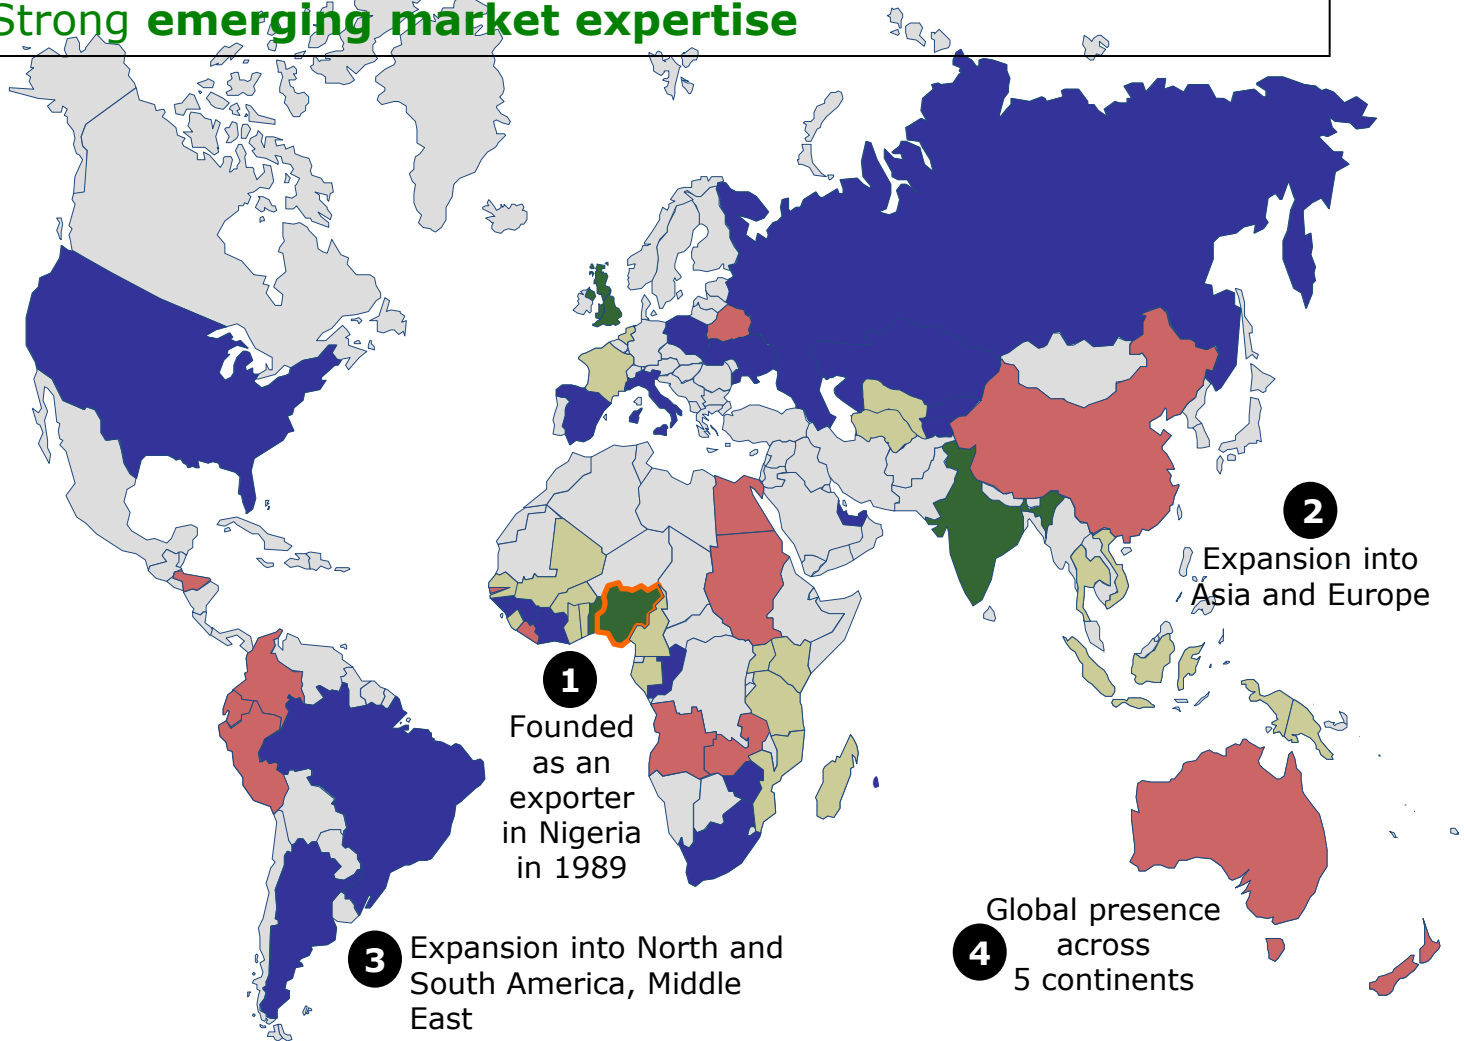 Strong emerging market expertise
2
Expansion into
Asia and Europe
1
Founded
as an
exporter
in Nigeria
in 1989
3
Expansion into North and
South America, Middle
East
4
Global presence
across
5 continents